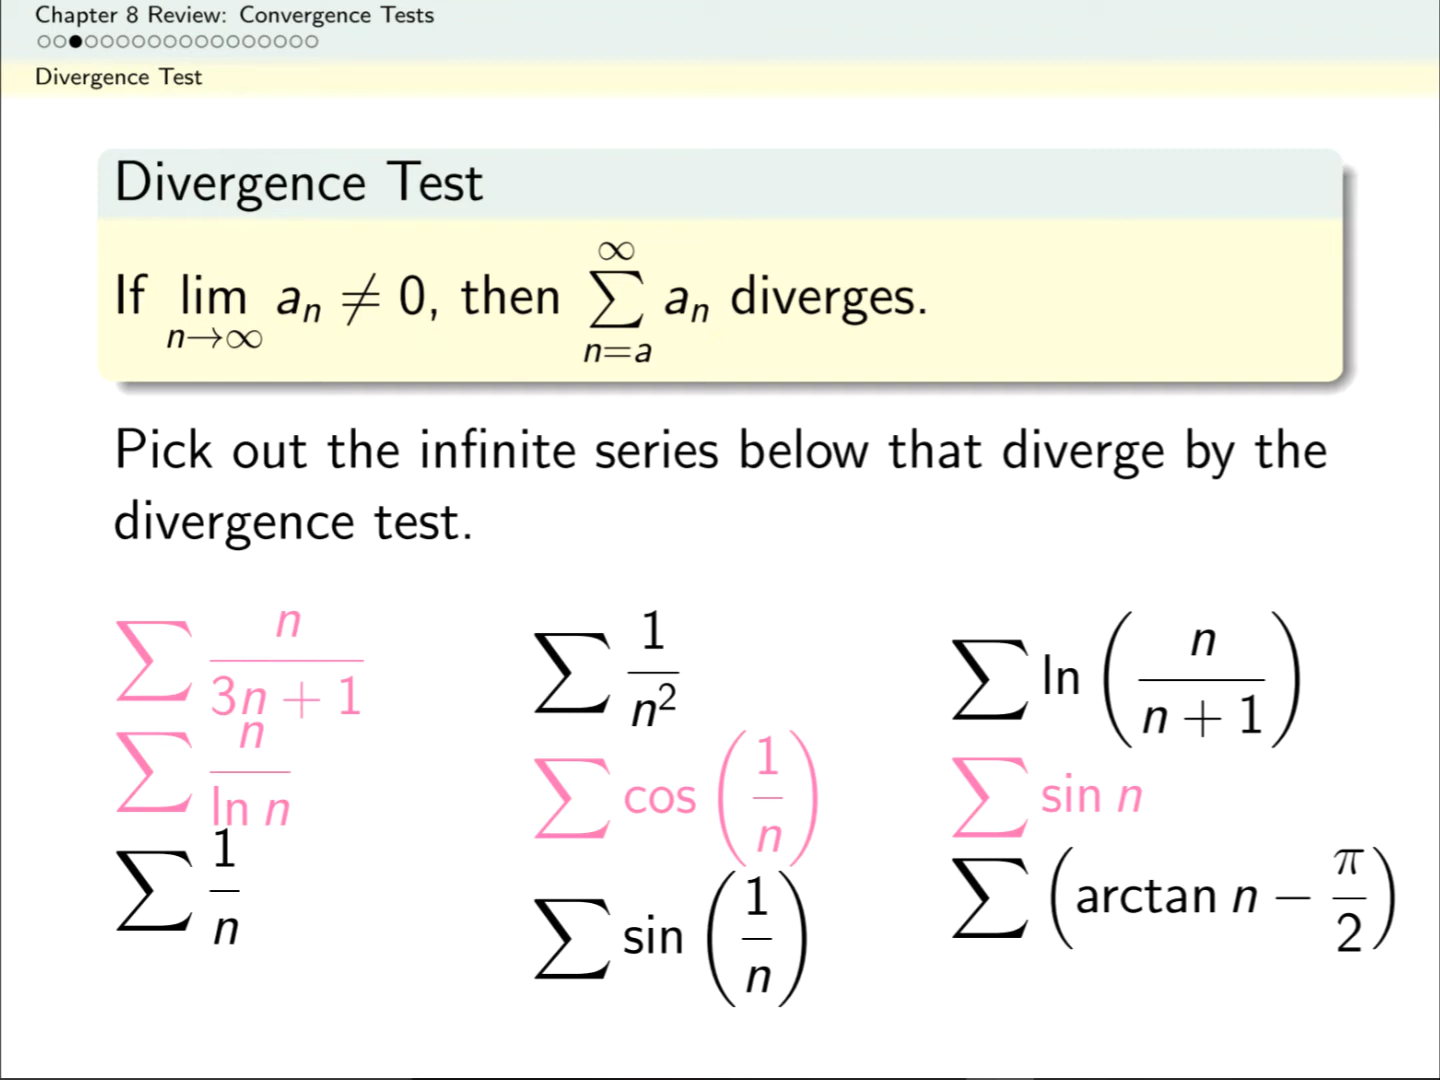 Chapter 8 Review: Convergence Tests
Divergence Test
Divergence Test
If lim_{n→∞} a_n ≠ 0, then ∑_{n=a}^{∞} a_n diverges.
Pick out the infinite series below that diverge by the
divergence test.
∑ n/(3n + 1)
∑ n/(ln n)
∑ 1/n
∑ 1/n²
∑ cos (1/n)
∑ sin (1/n)
∑ ln (n/(n + 1))
∑ sin n
∑ (arctan n − π/2)